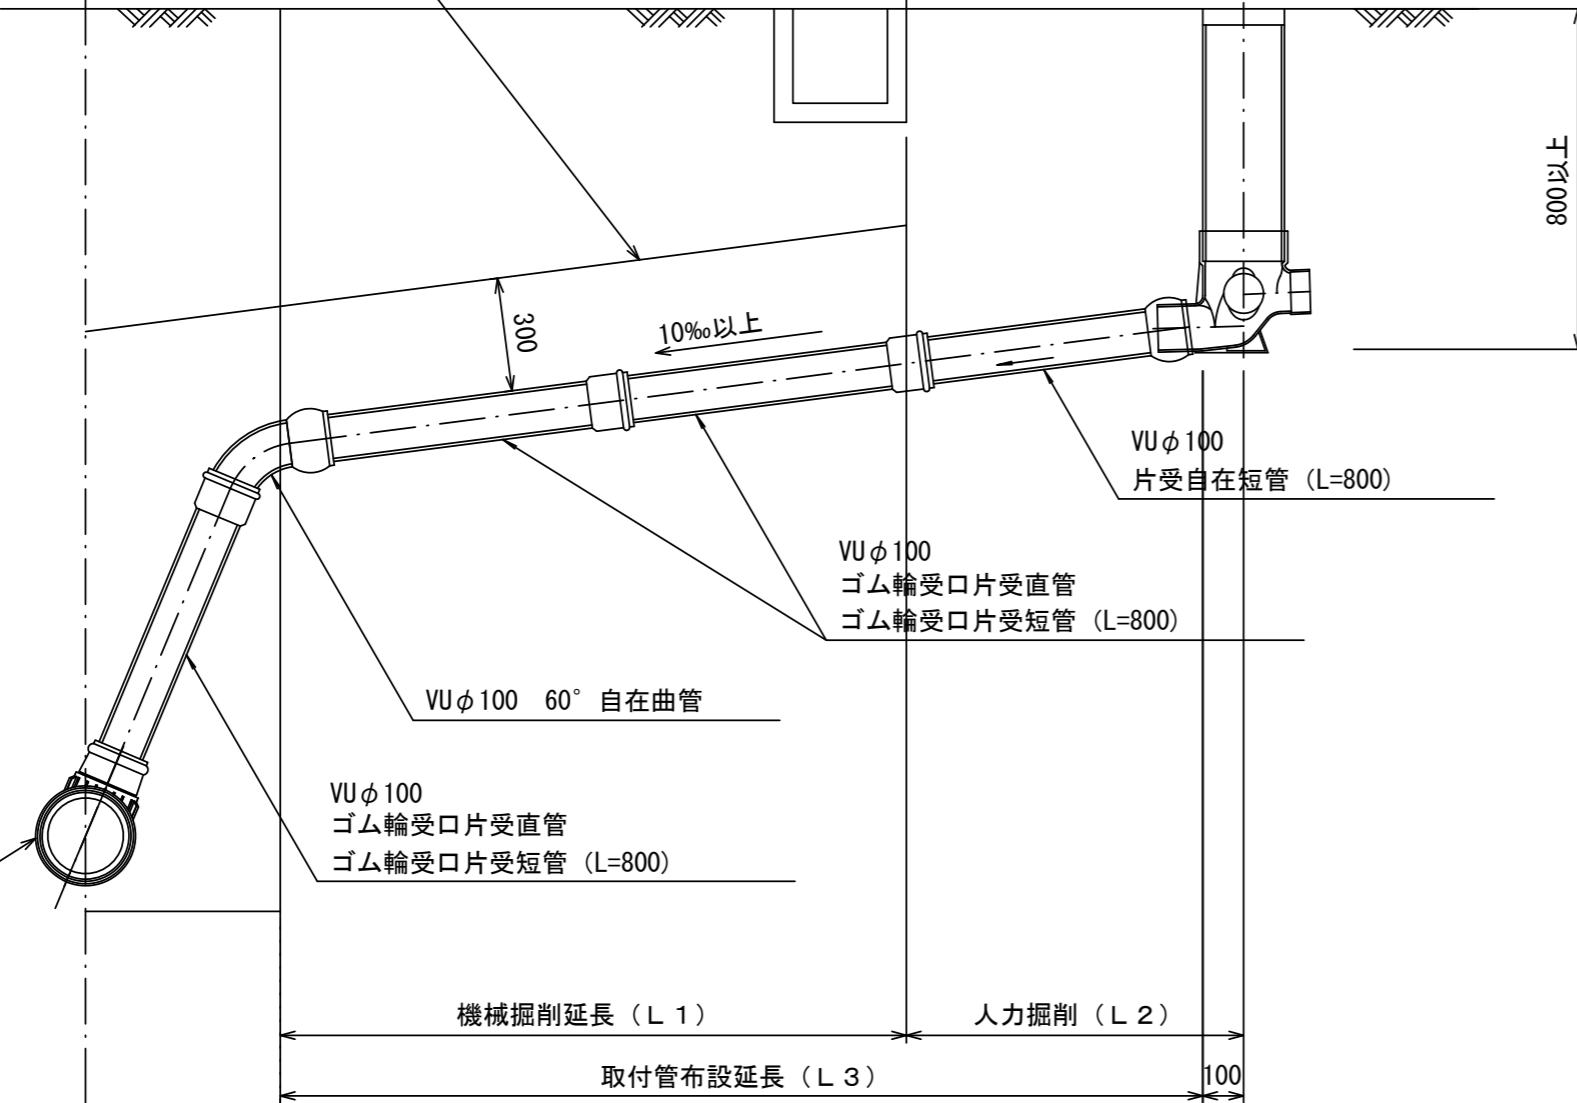 800以上
300
10‰以上
VUφ100
片受自在短管（L=800）
VUφ100
ゴム輪受口片受直管
ゴム輪受口片受短管（L=800）
VUφ100　60°自在曲管
VUφ100
ゴム輪受口片受直管
ゴム輪受口片受短管（L=800）
機械掘削延長（Ｌ１）
人力掘削（Ｌ２）
取付管布設延長（Ｌ３）
100